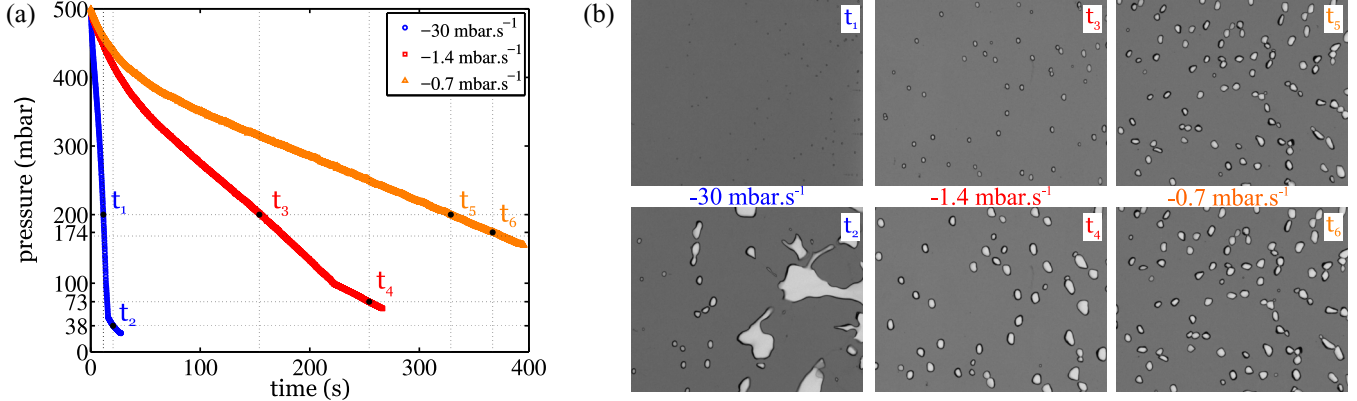 (a)
500
400
300
200
174
100
73
38
0
pressure (mbar)
0 100 200 300 400
time (s)
−30 mbar.s⁻¹
−1.4 mbar.s⁻¹
−0.7 mbar.s⁻¹
t₁
t₂
t₃
t₄
t₅
t₆
(b)
t₁ t₃ t₅
-30 mbar.s⁻¹ -1.4 mbar.s⁻¹ -0.7 mbar.s⁻¹
t₂ t₄ t₆